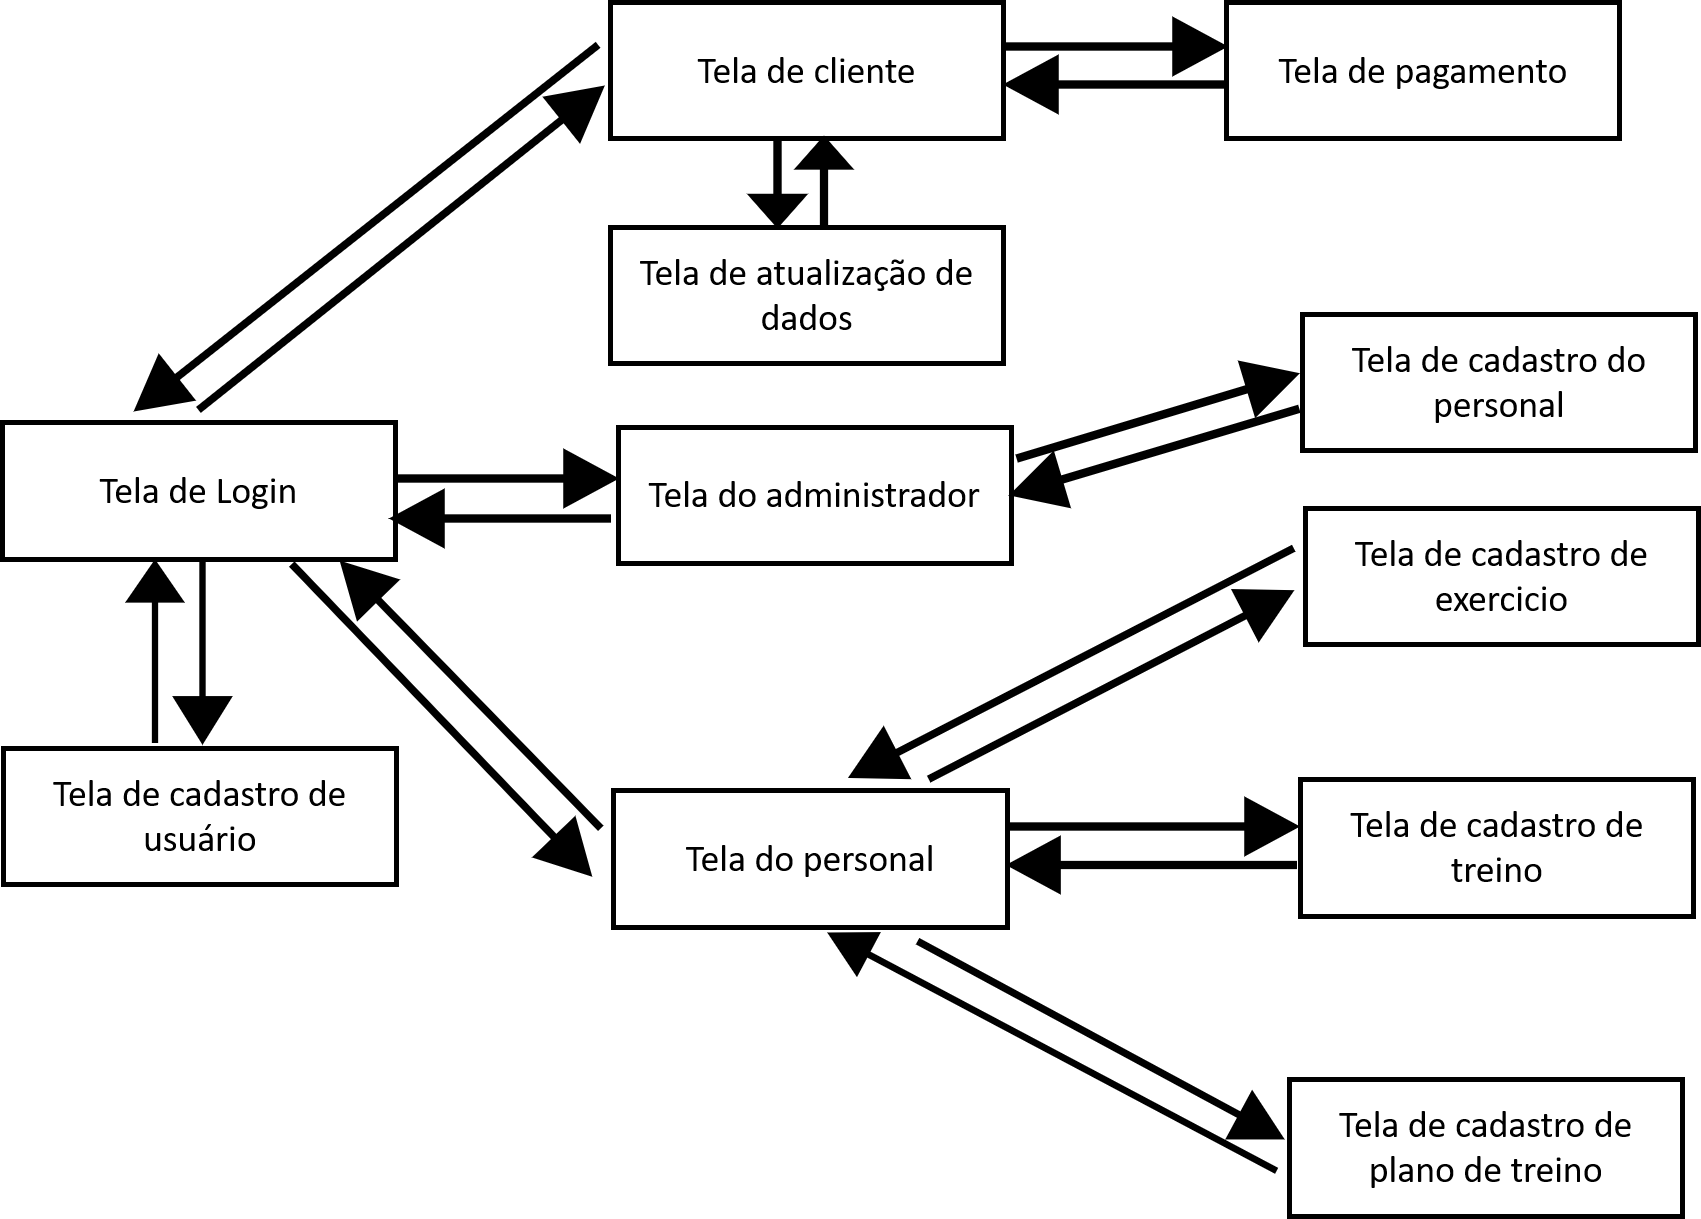 Tela de cliente
Tela de pagamento
Tela de atualização de
dados
Tela de cadastro do
personal
Tela de Login
Tela do administrador
Tela de cadastro de
exercicio
Tela de cadastro de
usuário
Tela do personal
Tela de cadastro de
treino
Tela de cadastro de
plano de treino